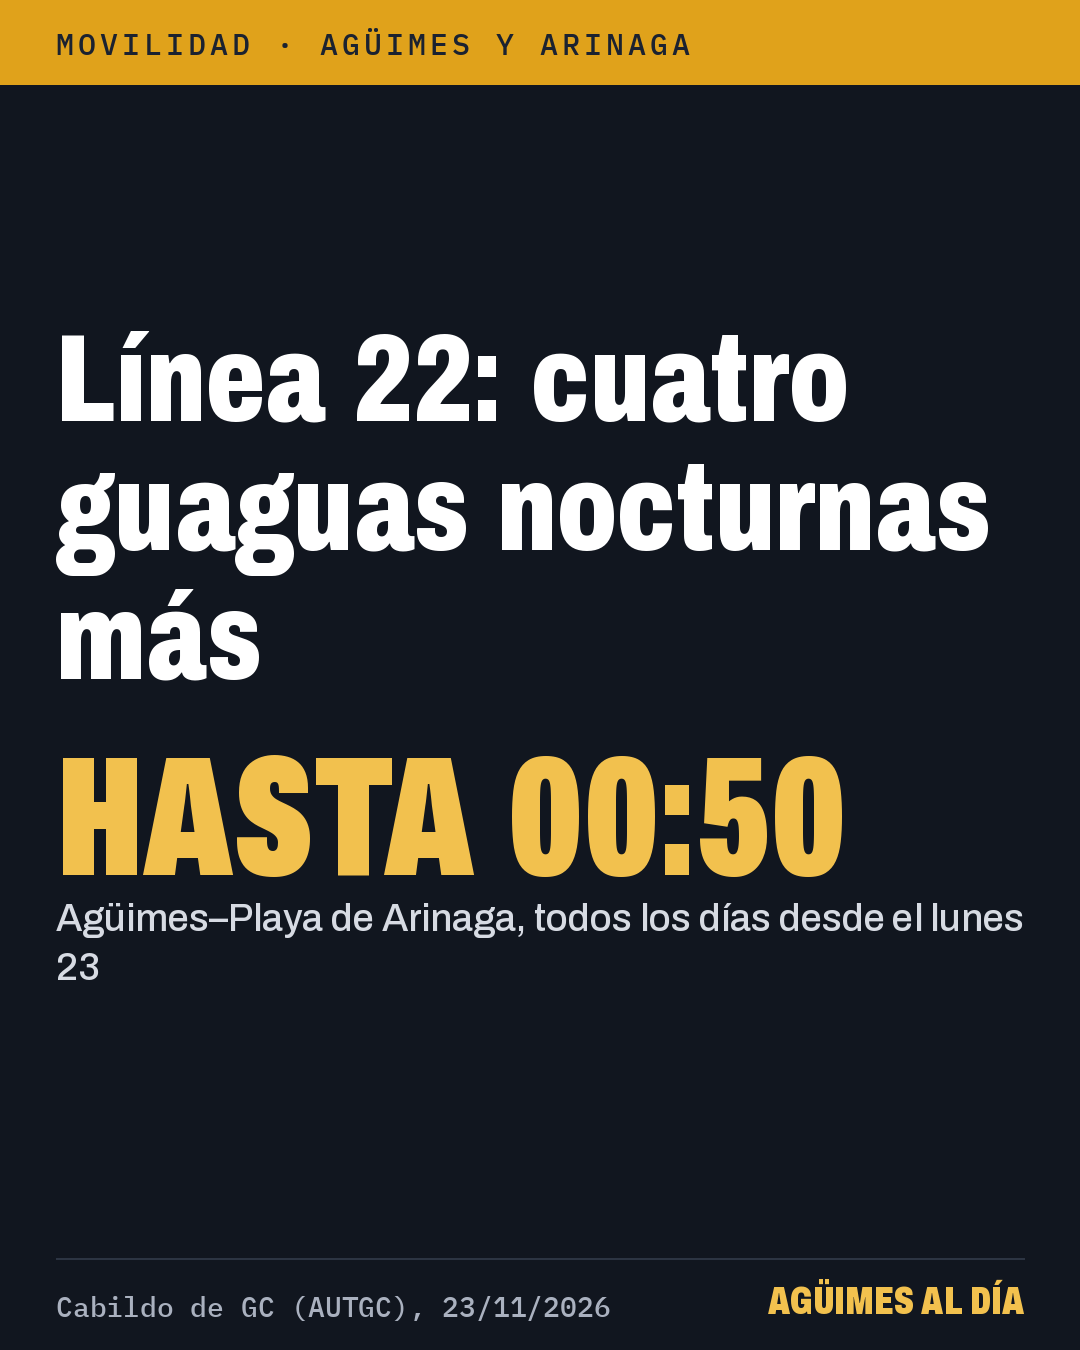 MOVILIDAD · AGÜIMES Y ARINAGA
Línea 22: cuatro
guaguas nocturnas
más
HASTA 00:50
Agüimes–Playa de Arinaga, todos los días desde el lunes
23
Cabildo de GC (AUTGC), 23/11/2026
AGÜIMES AL DÍA